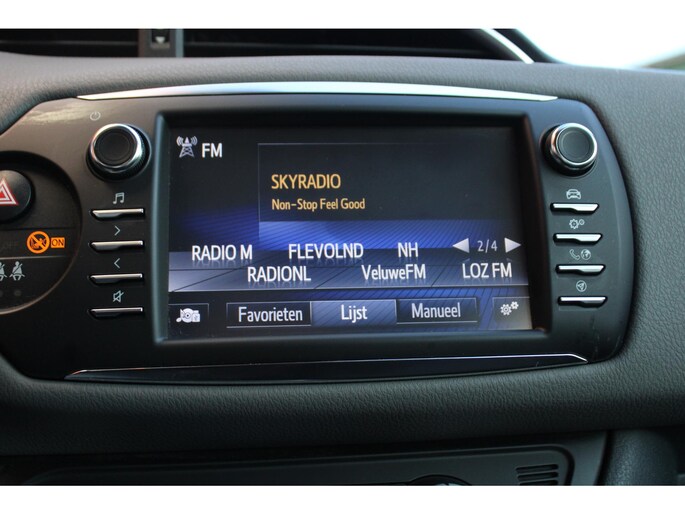 FM
SKYRADIO
Non-Stop Feel Good
RADIO M FLEVOLND NH 2/4
RADIONL VeluweFM LOZ FM
Favorieten Lijst Manueel
ON